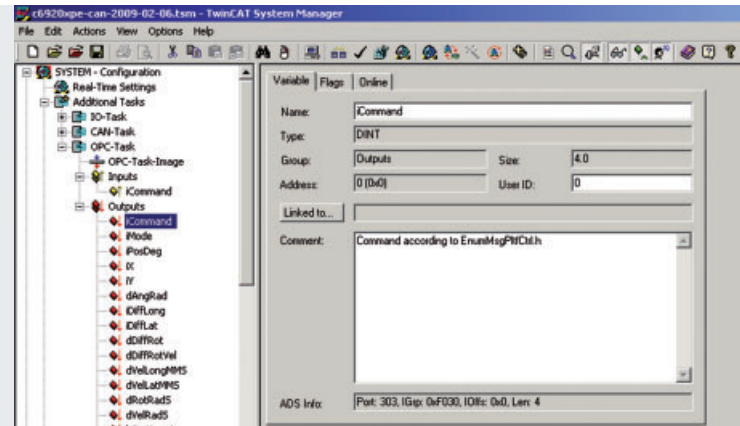 c6920xpe-can-2009-02-06.tsm - TwinCAT System Manager
File Edit Actions View Options Help
SYSTEM - Configuration
Real-Time Settings
Additional Tasks
IO-Task
CAN-Task
OPC-Task
OPC-Task-Image
Inputs
iCommand
Outputs
iCommand
iMode
iPosDeg
iX
iY
dAngRad
iDiffLong
iDiffLat
dDiffRot
dDiffRotVel
dVelLongMMS
dVelLatMMS
dRotRadS
dVelRadS
Variable Flags Online
Name: iCommand
Type: DINT
Group: Outputs Size: 4.0
Address: 0 (0x0) User ID: 0
Linked to...
Comment: Command according to EnumMsgPltfCtrl.h
ADS Info: Port: 303, IGrp: 0xF030, IOffs: 0x0, Len: 4